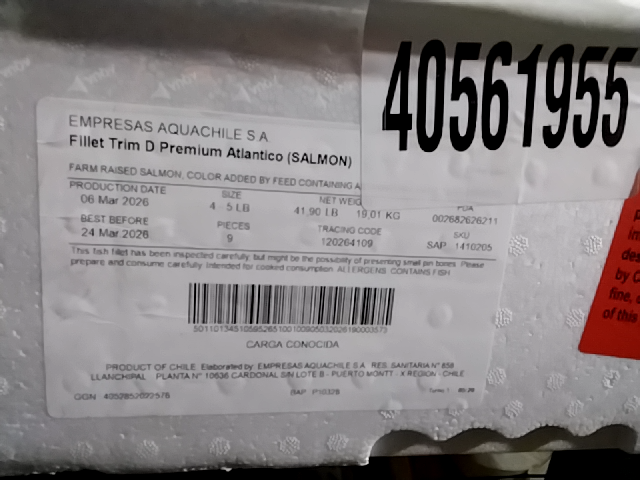 40561955
EMPRESAS AQUACHILE S.A.
Fillet Trim D Premium Atlantico (SALMON)
FARM RAISED SALMON, COLOR ADDED BY FEED CONTAINING A
PRODUCTION DATE SIZE NET WEIG
06 Mar 2026 4 5 LB 41.90 LB 19.01 KG 002682626211
BEST BEFORE PIECES TRACING CODE SKU
24 Mar 2026 9 120264109 SAP 1410205
This fish fillet has been inspected carefully, but might be the possibility of presenting small pin bones. Please
prepare and consume carefully. Intended for cooked consumption. ALLERGENS: CONTAINS FISH
CARGA CONOCIDA
PRODUCT OF CHILE. Elaborated by: EMPRESAS AQUACHILE S.A. RES. SANITARIA N° 858
LLANCHIPAL PLANTA N° 10636 CARDONAL SIN LOTE B - PUERTO MONTT - X REGION - CHILE
GGN : 4052852022576
of this